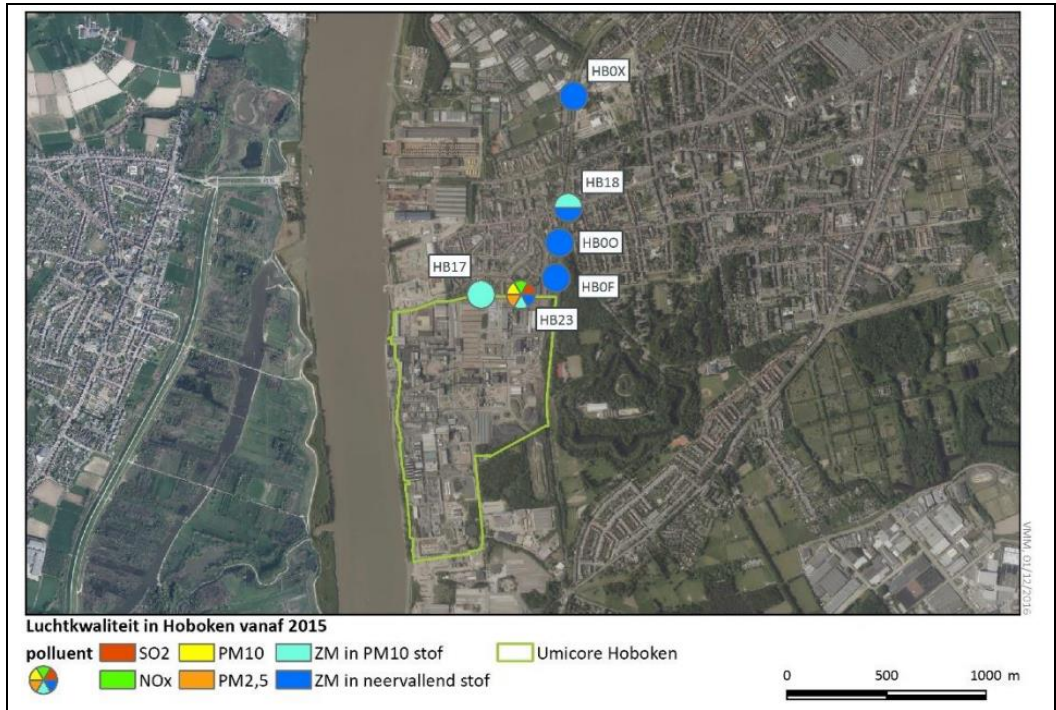 HB0X
HB18
HB0O
HB17
HB0F
HB23
VMM, 01/12/2016
Luchtkwaliteit in Hoboken vanaf 2015
polluent SO2 PM10 ZM in PM10 stof Umicore Hoboken
NOx PM2,5 ZM in neervallend stof
0 500 1000 m